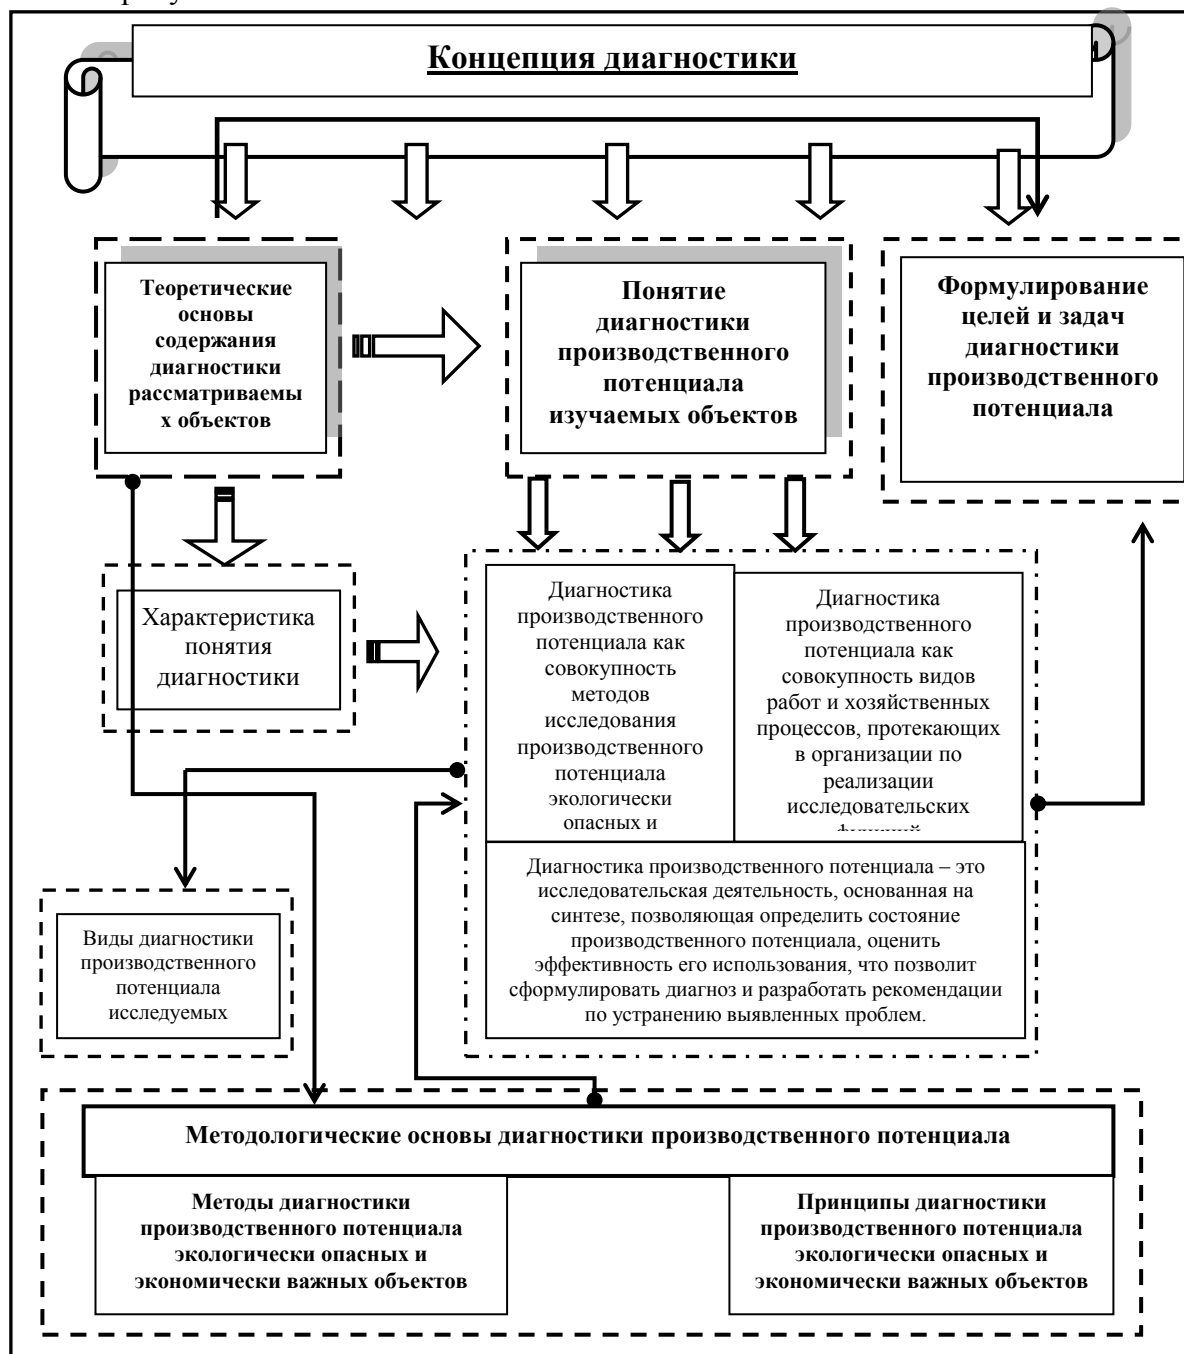 Концепция диагностики
Теоретические
основы
содержания
диагностики
рассматриваемы
х объектов
Понятие
диагностики
производственного
потенциала
изучаемых объектов
Формулирование
целей и задач
диагностики
производственного
потенциала
Характеристика
понятия
диагностики
Диагностика
производственного
потенциала как
совокупность
методов
исследования
производственного
потенциала
экологически
опасных и
Диагностика
производственного
потенциала как
совокупность видов
работ и хозяйственных
процессов, протекающих
в организации по
реализации
исследовательских
Диагностика производственного потенциала – это
исследовательская деятельность, основанная на
синтезе, позволяющая определить состояние
производственного потенциала, оценить
эффективность его использования, что позволит
сформулировать диагноз и разработать рекомендации
по устранению выявленных проблем.
Виды диагностики
производственного
потенциала
исследуемых
Методологические основы диагностики производственного потенциала
Методы диагностики
производственного потенциала
экологически опасных и
экономически важных объектов
Принципы диагностики
производственного потенциала
экологически опасных и
экономически важных объектов